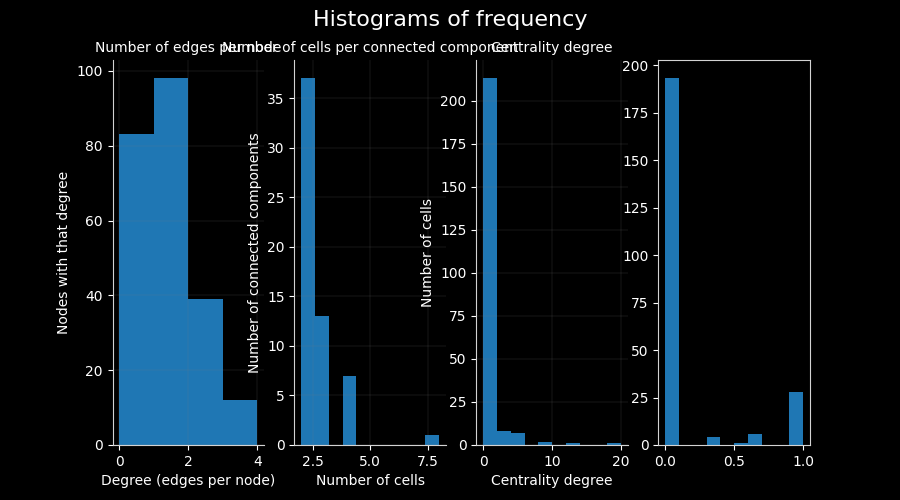 Histograms of frequency
Number of edges per node
Number of cells per connected component
Centrality degree
Nodes with that degree
100
80
60
40
20
0
0 2 4
Degree (edges per node)
Number of connected components
35
30
25
20
15
10
5
0
2.5 5.0 7.5
Number of cells
Number of cells
200
175
150
125
100
75
50
25
0
0 20
Centrality degree
200
175
150
125
100
75
50
25
0
0.0 0.5 1.0